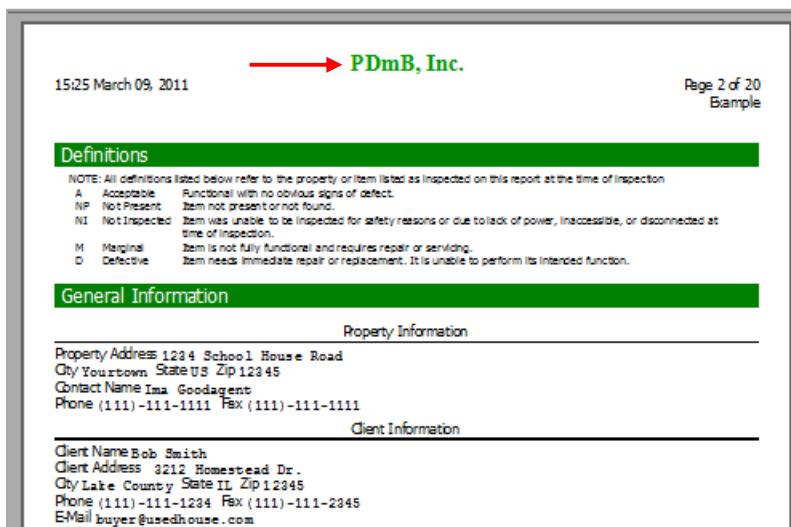 PDmB, Inc.
15:25 March 09, 2011
Page 2 of 20
Example
Definitions
NOTE: All definitions listed below refer to the property or item listed as inspected on this report at the time of inspection
A Acceptable Functional with no obvious signs of defect.
NP Not Present Item not present or not found.
NI Not Inspected Item was unable to be inspected for safety reasons or due to lack of power, inaccessible, or disconnected at
time of inspection.
M Marginal Item is not fully functional and requires repair or servicing.
D Defective Item needs immediate repair or replacement. It is unable to perform its intended function.
General Information
Property Information
Property Address 1234 School House Road
City Yourtown State US Zip 12345
Contact Name Ima Goodagent
Phone (111)-111-1111 Fax (111)-111-1111
Client Information
Client Name Bob Smith
Client Address 3212 Homestead Dr.
City Lake County State IL Zip 12345
Phone (111)-111-1234 Fax (111)-111-2345
E-Mail buyer@usedhouse.com